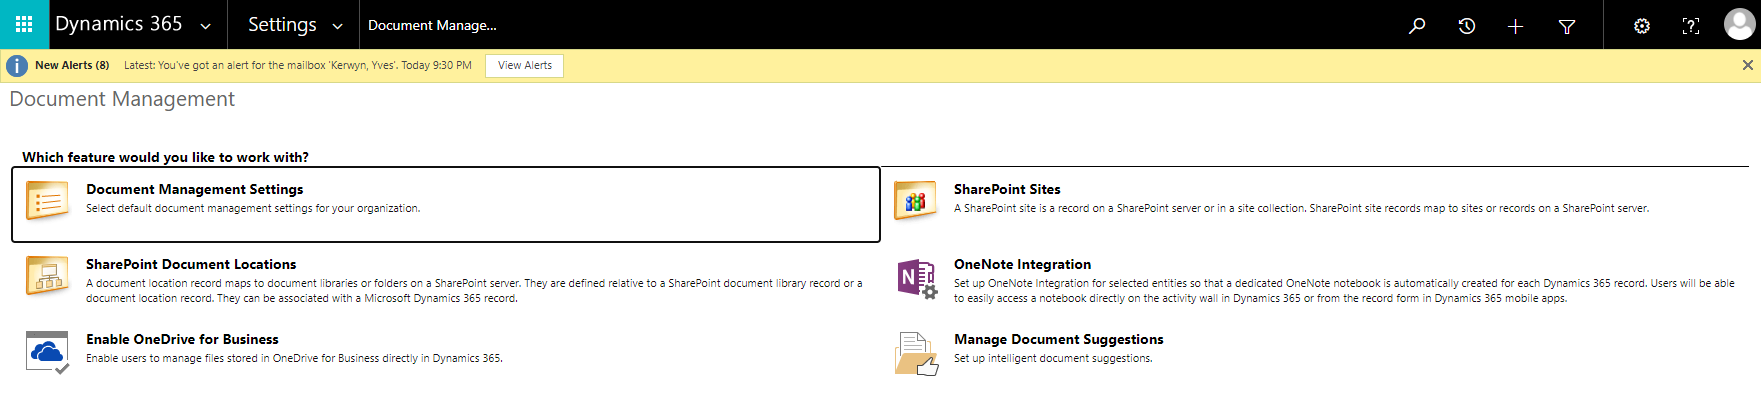 Dynamics 365 Settings Document Manage...
New Alerts (8) Latest: You've got an alert for the mailbox 'Kerwyn, Yves'. Today 9:30 PM View Alerts
Document Management
Which feature would you like to work with?
Document Management Settings
Select default document management settings for your organization.
SharePoint Sites
A SharePoint site is a record on a SharePoint server or in a site collection. SharePoint site records map to sites or records on a SharePoint server.
SharePoint Document Locations
A document location record maps to document libraries or folders on a SharePoint server. They are defined relative to a SharePoint document library record or a
document location record. They can be associated with a Microsoft Dynamics 365 record.
OneNote Integration
Set up OneNote Integration for selected entities so that a dedicated OneNote notebook is automatically created for each Dynamics 365 record. Users will be able
to easily access a notebook directly on the activity wall in Dynamics 365 or from the record form in Dynamics 365 mobile apps.
Enable OneDrive for Business
Enable users to manage files stored in OneDrive for Business directly in Dynamics 365.
Manage Document Suggestions
Set up intelligent document suggestions.